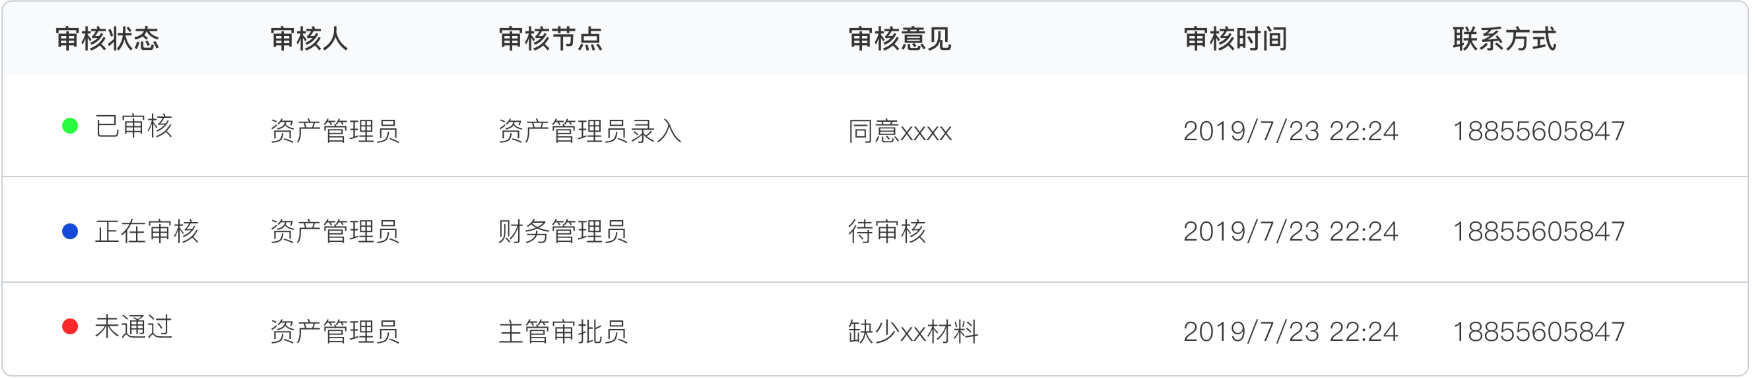 审核状态 审核人 审核节点 审核意见 审核时间 联系方式
已审核 资产管理员 资产管理员录入 同意xxxx 2019/7/23 22:24 18855605847
正在审核 资产管理员 财务管理员 待审核 2019/7/23 22:24 18855605847
未通过 资产管理员 主管审批员 缺少xx材料 2019/7/23 22:24 18855605847